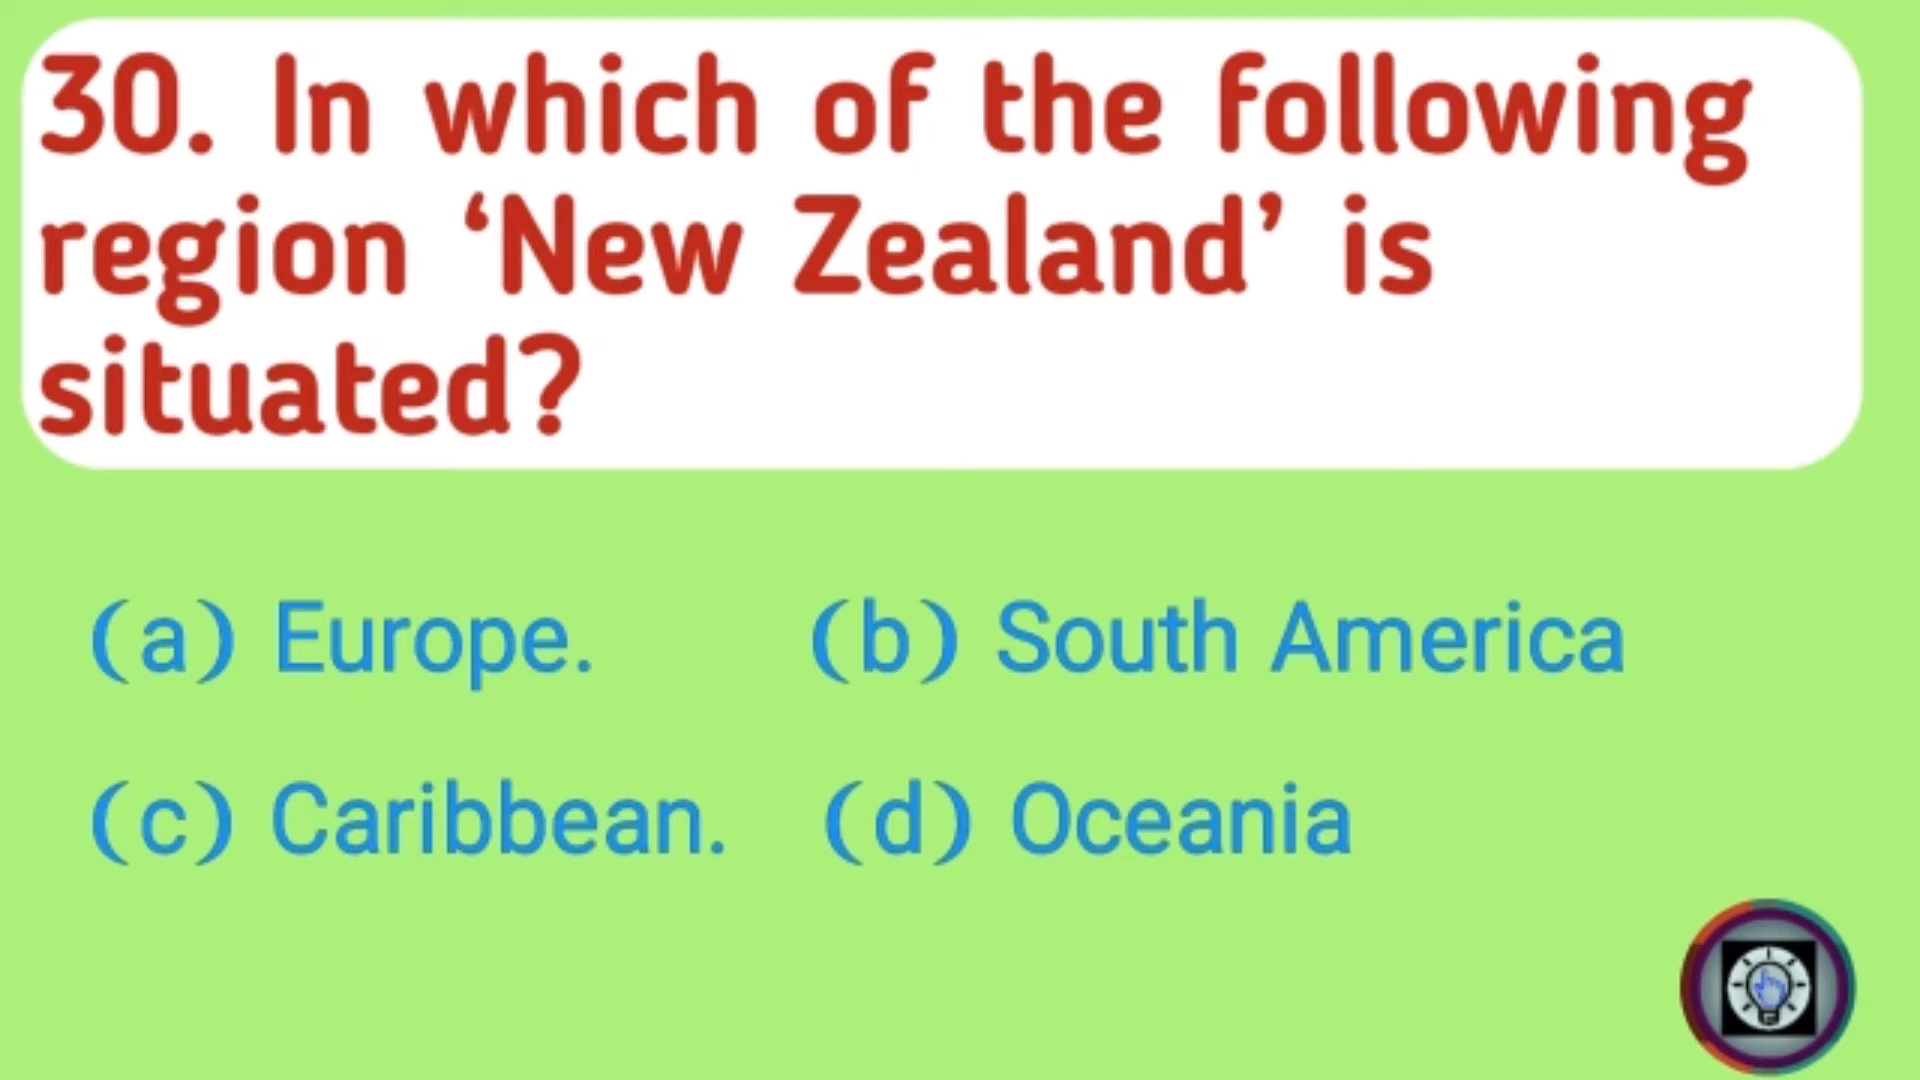 30. In which of the following
region ‘New Zealand’ is
situated?
(a) Europe. (b) South America
(c) Caribbean. (d) Oceania